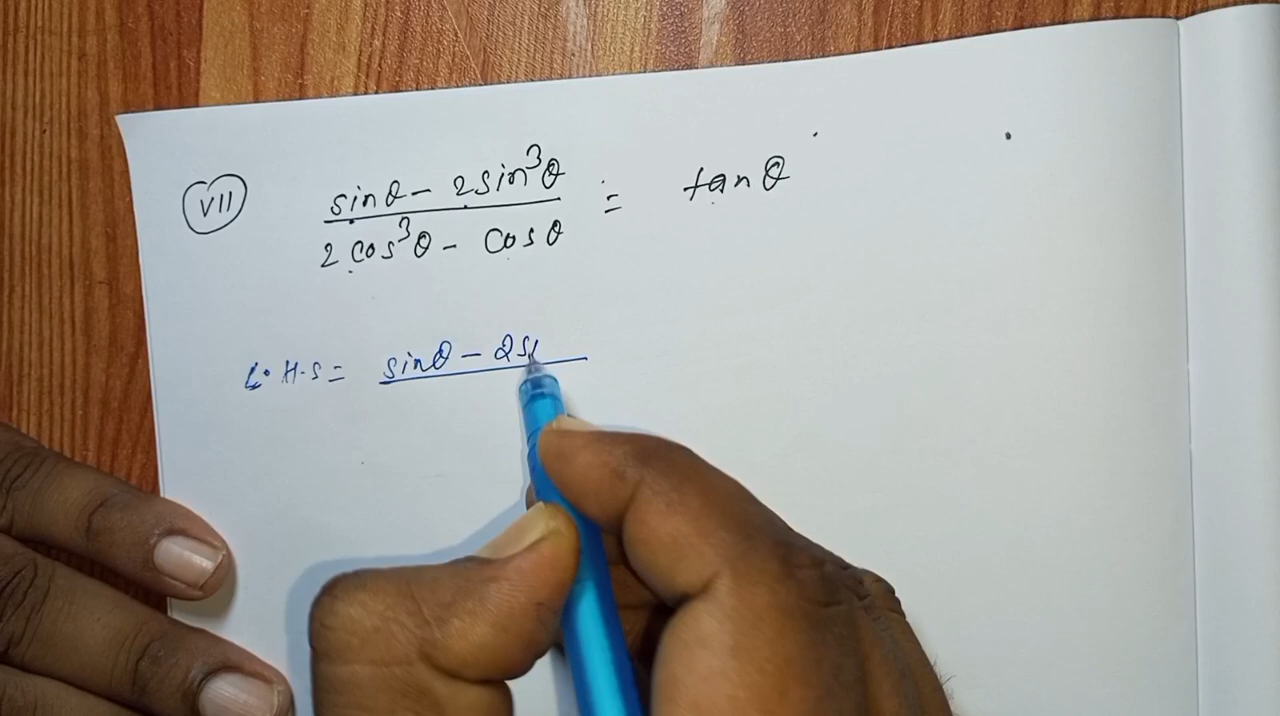 VII sinθ - 2sin³θ = tanθ
2cos³θ - cosθ
L.H.S = sinθ - 2s